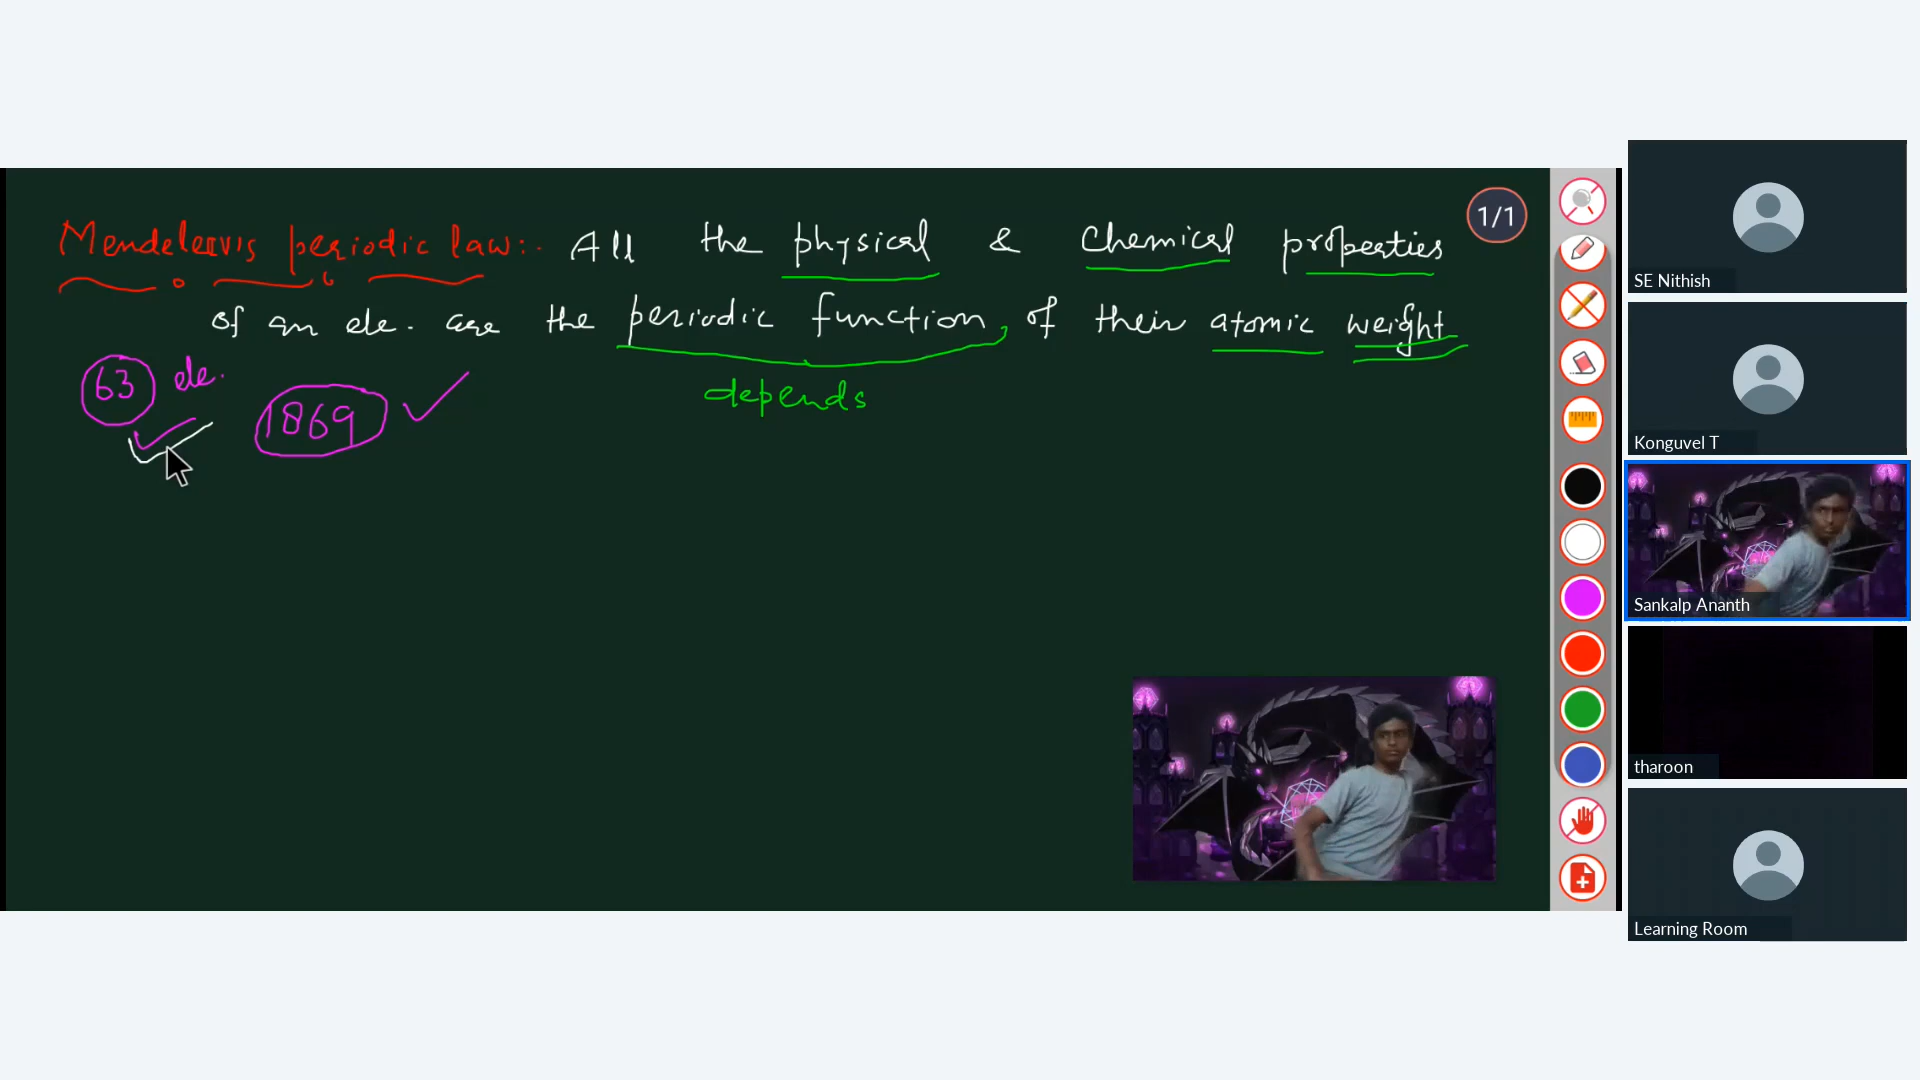 Mendeleevis periodic law:- All the physical & Chemical properties
of an ele. are the periodic function, of their atomic weight
63 ele.
1869
depends
1/1
SE Nithish
Konguvel T
Sankalp Ananth
tharoon
Learning Room